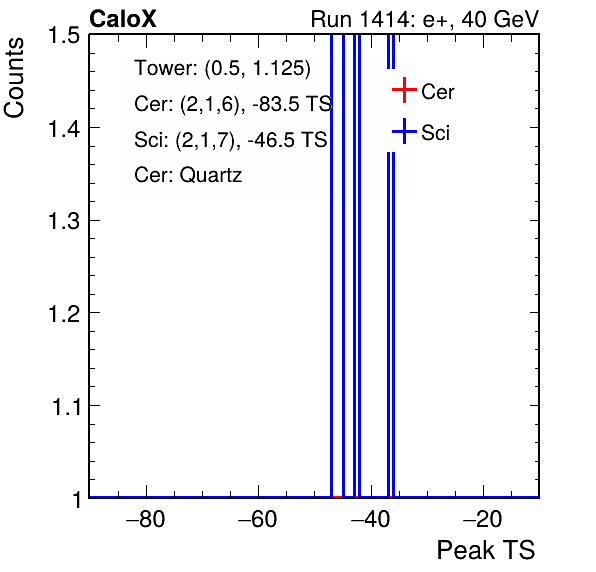 CaloX Run 1414: e+, 40 GeV
Counts
1.5
1.4
1.3
1.2
1.1
1
Tower: (0.5, 1.125)
Cer: (2,1,6), -83.5 TS
Sci: (2,1,7), -46.5 TS
Cer: Quartz
Cer
Sci
−80 −60 −40 −20
Peak TS